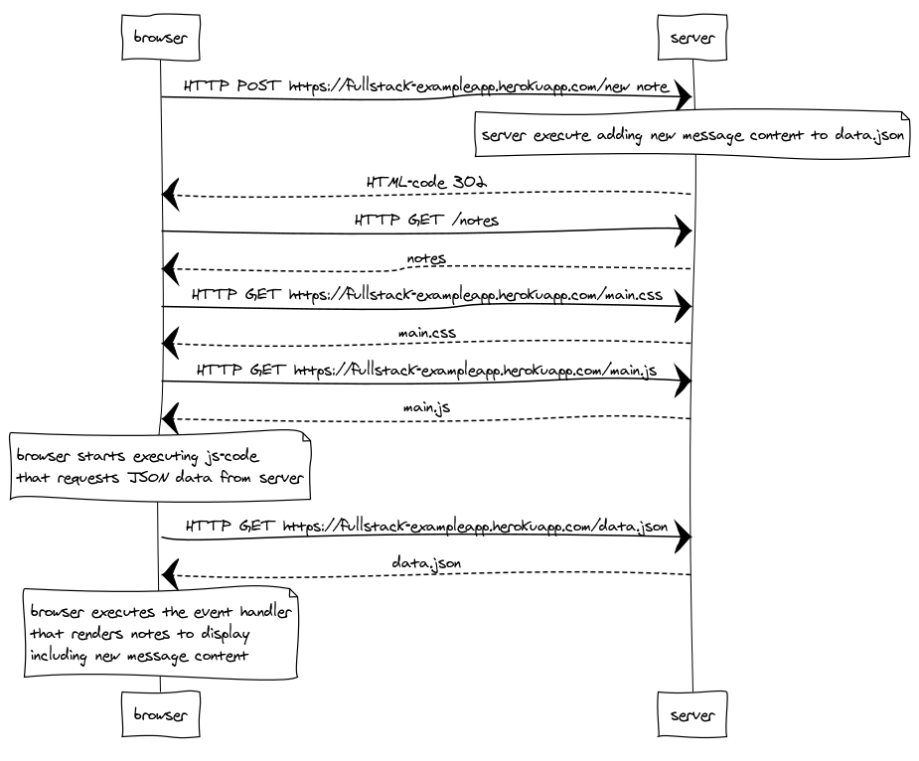 browser
server
HTTP POST https://fullstack-exampleapp.herokuapp.com/new note
server execute adding new message content to data.json
HTML-code 302
HTTP GET /notes
notes
HTTP GET https://fullstack-exampleapp.herokuapp.com/main.css
main.css
HTTP GET https://fullstack-exampleapp.herokuapp.com/main.js
main.js
browser starts executing js-code
that requests JSON data from server
HTTP GET https://fullstack-exampleapp.herokuapp.com/data.json
data.json
browser executes the event handler
that renders notes to display
including new message content
browser
server